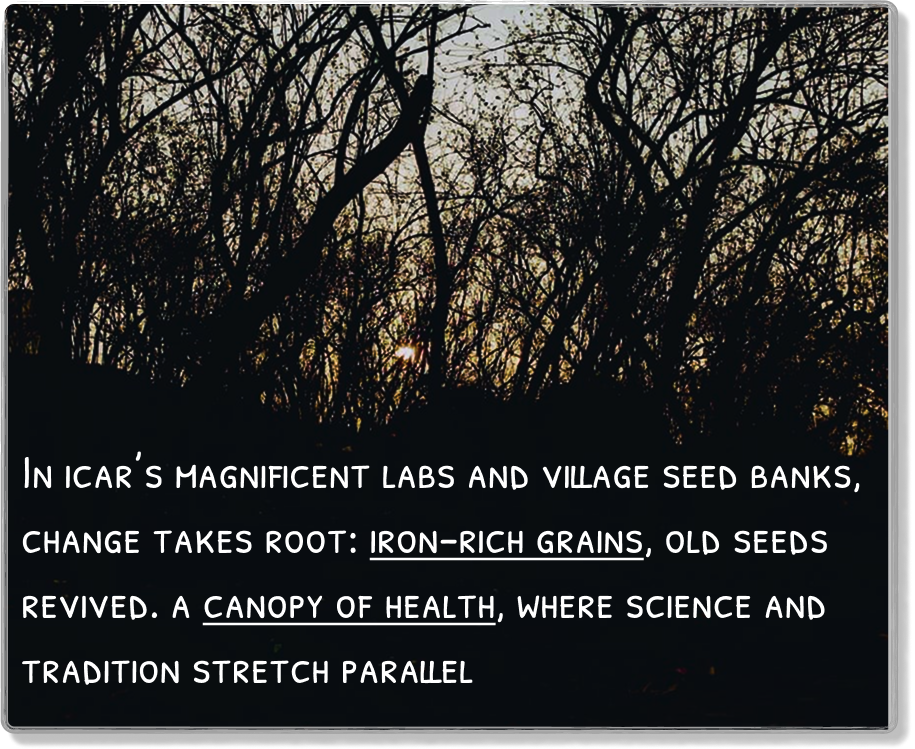 In ICAR's magnificent labs and village seed banks,
change takes root: iron-rich grains, old seeds
revived. A canopy of health, where science and
tradition stretch parallel